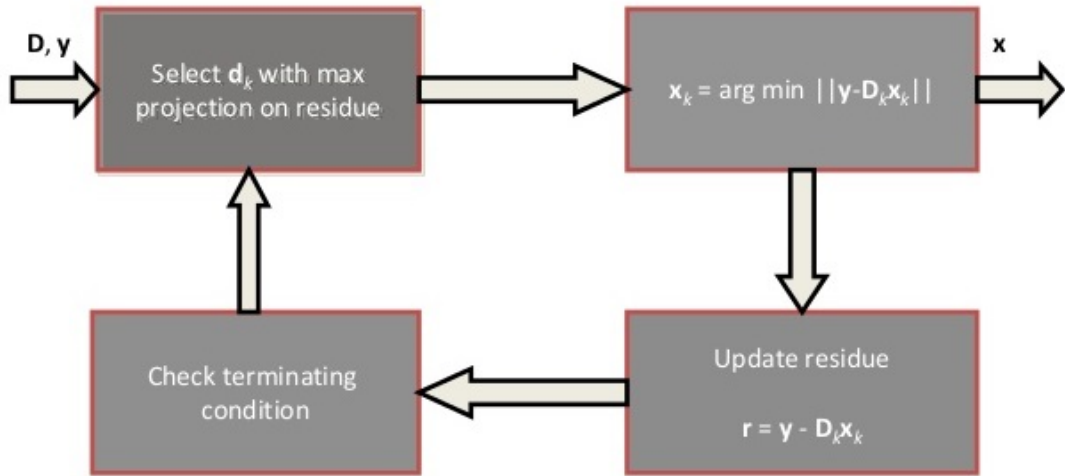 D, y
Select dₖ with max
projection on residue
xₖ = arg min ||y-Dₖxₖ||
x
Check terminating
condition
Update residue
r = y - Dₖxₖ